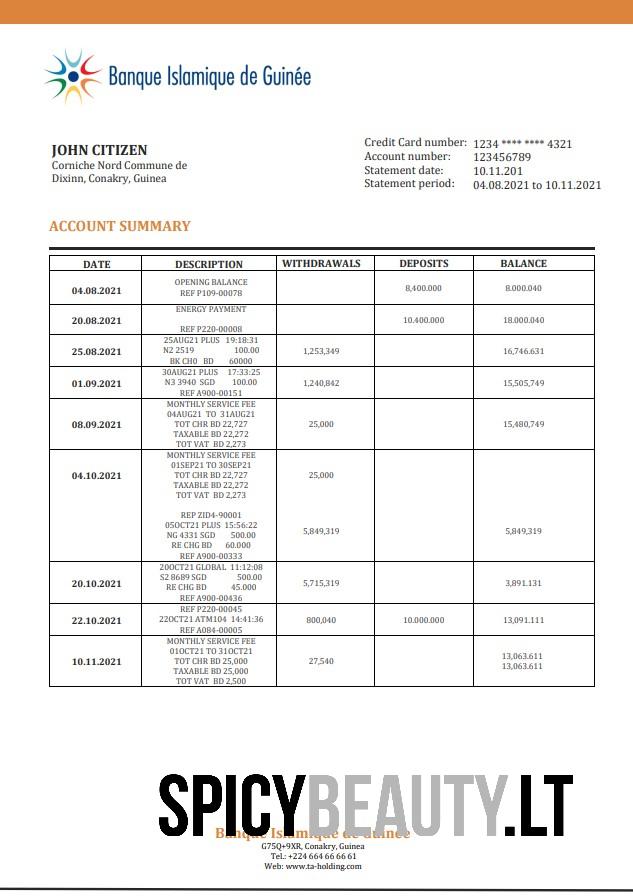 Banque Islamique de Guinée
JOHN CITIZEN
Corniche Nord Commune de
Dixinn, Conakry, Guinea
Credit Card number: 1234 **** **** 4321
Account number: 123456789
Statement date: 10.11.201
Statement period: 04.08.2021 to 10.11.2021
ACCOUNT SUMMARY
DATE DESCRIPTION WITHDRAWALS DEPOSITS BALANCE
04.08.2021 OPENING BALANCE 8,400.000 8.000.040
REF P109-00078
20.08.2021 ENERGY PAYMENT 10.400.000 18.000.040
REF P220-00008
25.08.2021 25AUG21 PLUS 19:18:31 1,253,349 16,746.631
N2 2519 100.00
BK CH0 BD 60000
01.09.2021 30AUG21 PLUS 17:33:25 1,240,842 15,505,749
N3 3940 SGD 100.00
REF A900-00151
08.09.2021 MONTHLY SERVICE FEE 25,000 15,480,749
04AUG21 TO 31AUG21
TOT CHR BD 22,727
TAXABLE BD 22,272
TOT VAT BD 2,273
04.10.2021 MONTHLY SERVICE FEE 25,000
01SEP21 TO 30SEP21
TOT CHR BD 22,727
TAXABLE BD 22,272
TOT VAT BD 2,273
REP ZID4-90001
05OCT21 PLUS 15:56:22 5,849,319 5,849,319
NG 4331 SGD 500.00
RE CHG BD 60.000
REF A900-00333
20.10.2021 20OCT21 GLOBAL 11:12:08 5,715,319 3,891.131
S2 8689 SGD 500.00
RE CHG BD 45.000
REF A900-00436
22.10.2021 REF P220-00045 800,040 10.000.000 13,091.111
22OCT21 ATM104 14:41:36
REF A084-00005
10.11.2021 MONTHLY SERVICE FEE 27,540 13,063.611
01OCT21 TO 31OCT21 13,063.611
TOT CHR BD 25,000
TAXABLE BD 25,000
TOT VAT BD 2,500
SPICYBEAUTY.LT
Banque Islamique de Guinée
G75Q+9XR, Conakry, Guinea
Tel.: +224 664 66 66 61
Web: www.ta-holding.com